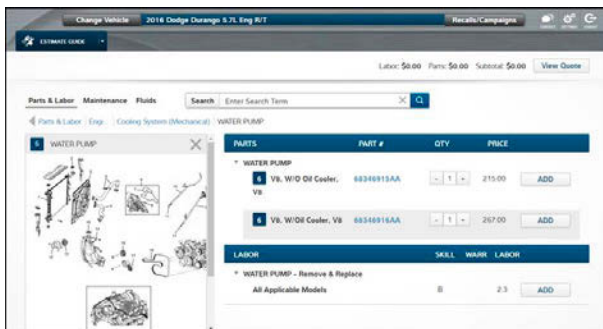 Change Vehicle 2016 Dodge Durango 5.7L Eng R/T Recalls/Campaigns
ESTIMATE GUIDE
Labor: $0.00 Parts: $0.00 Subtotal: $0.00 View Quote
Parts & Labor Maintenance Fluids Search Enter Search Term
Parts & Labor Engi... Cooling System (Mechanical) WATER PUMP
6 WATER PUMP
PARTS PART # QTY PRICE
WATER PUMP
6 V8, W/O Oil Cooler, V8 68346915AA - 1 + 215.00 ADD
6 V8, W/Oil Cooler, V8 68346916AA - 1 + 267.00 ADD
LABOR SKILL WARR LABOR
WATER PUMP - Remove & Replace
All Applicable Models B 2.3 ADD